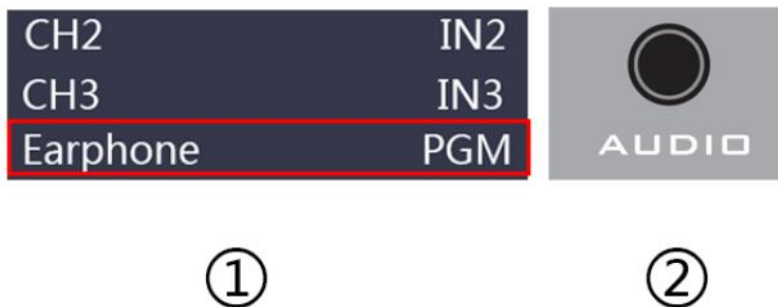 CH2 IN2
CH3 IN3
Earphone PGM
AUDIO
① ②